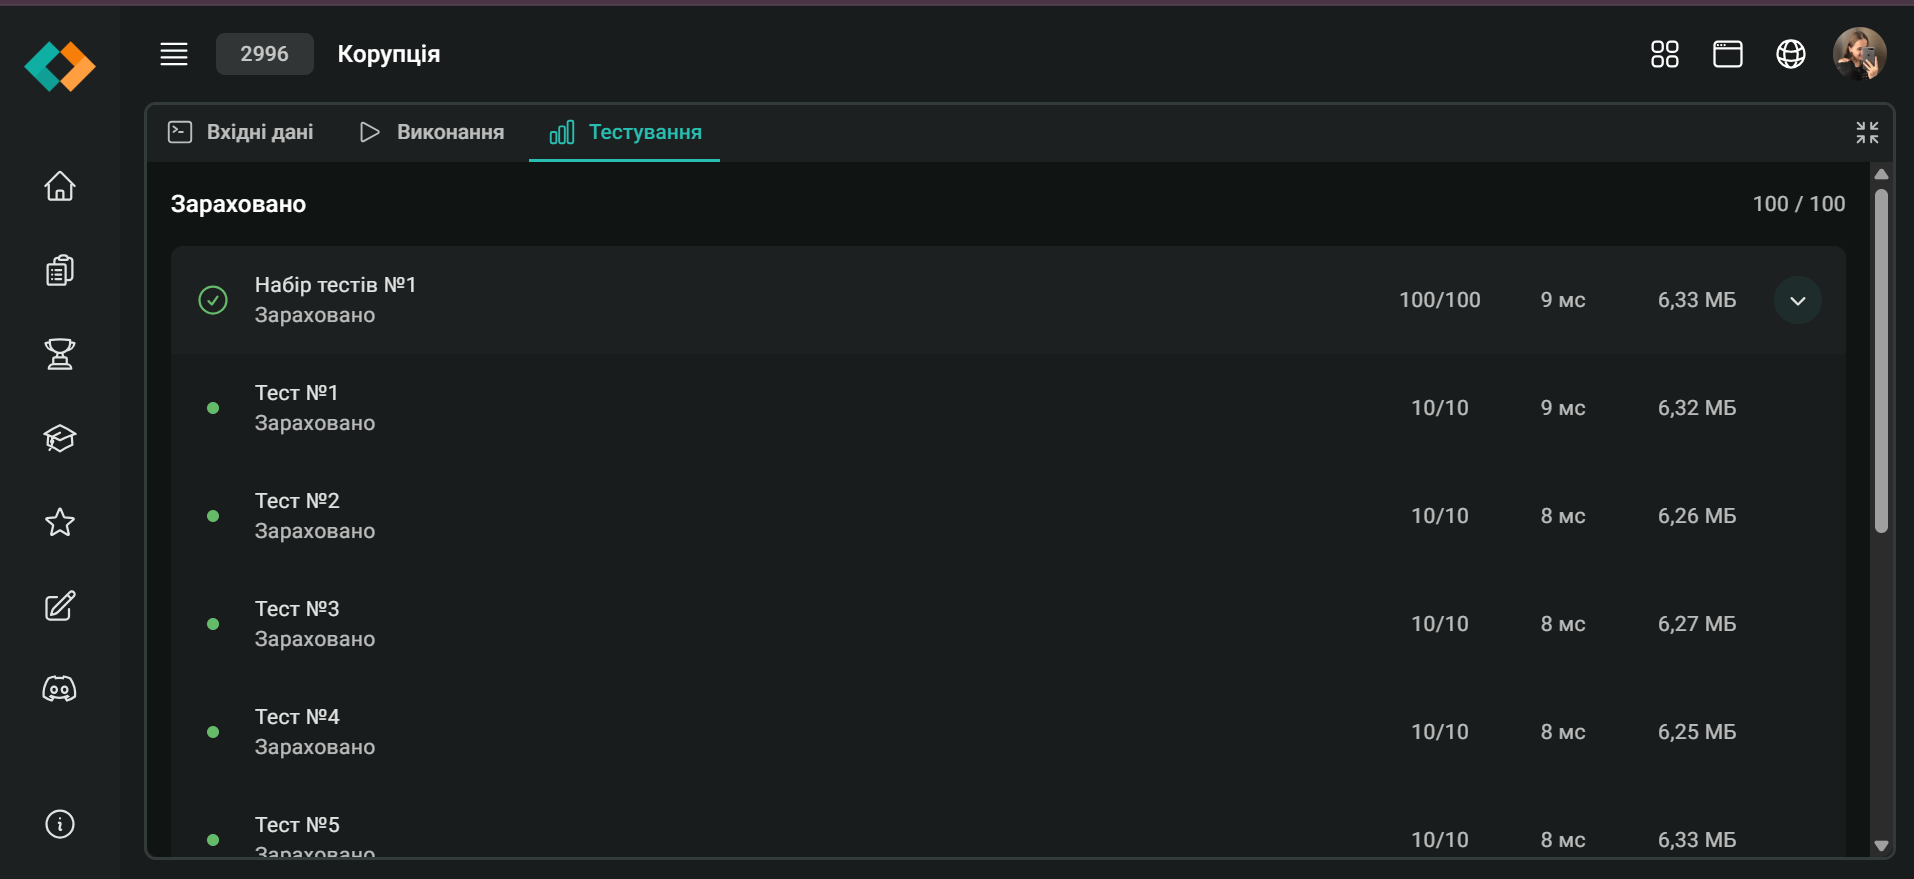 2996 Корупція
Вхідні дані Виконання Тестування
Зараховано 100 / 100
Набір тестів №1
Зараховано
100/100 9 мс 6,33 МБ
Тест №1
Зараховано
10/10 9 мс 6,32 МБ
Тест №2
Зараховано
10/10 8 мс 6,26 МБ
Тест №3
Зараховано
10/10 8 мс 6,27 МБ
Тест №4
Зараховано
10/10 8 мс 6,25 МБ
Тест №5
Зараховано
10/10 8 мс 6,33 МБ